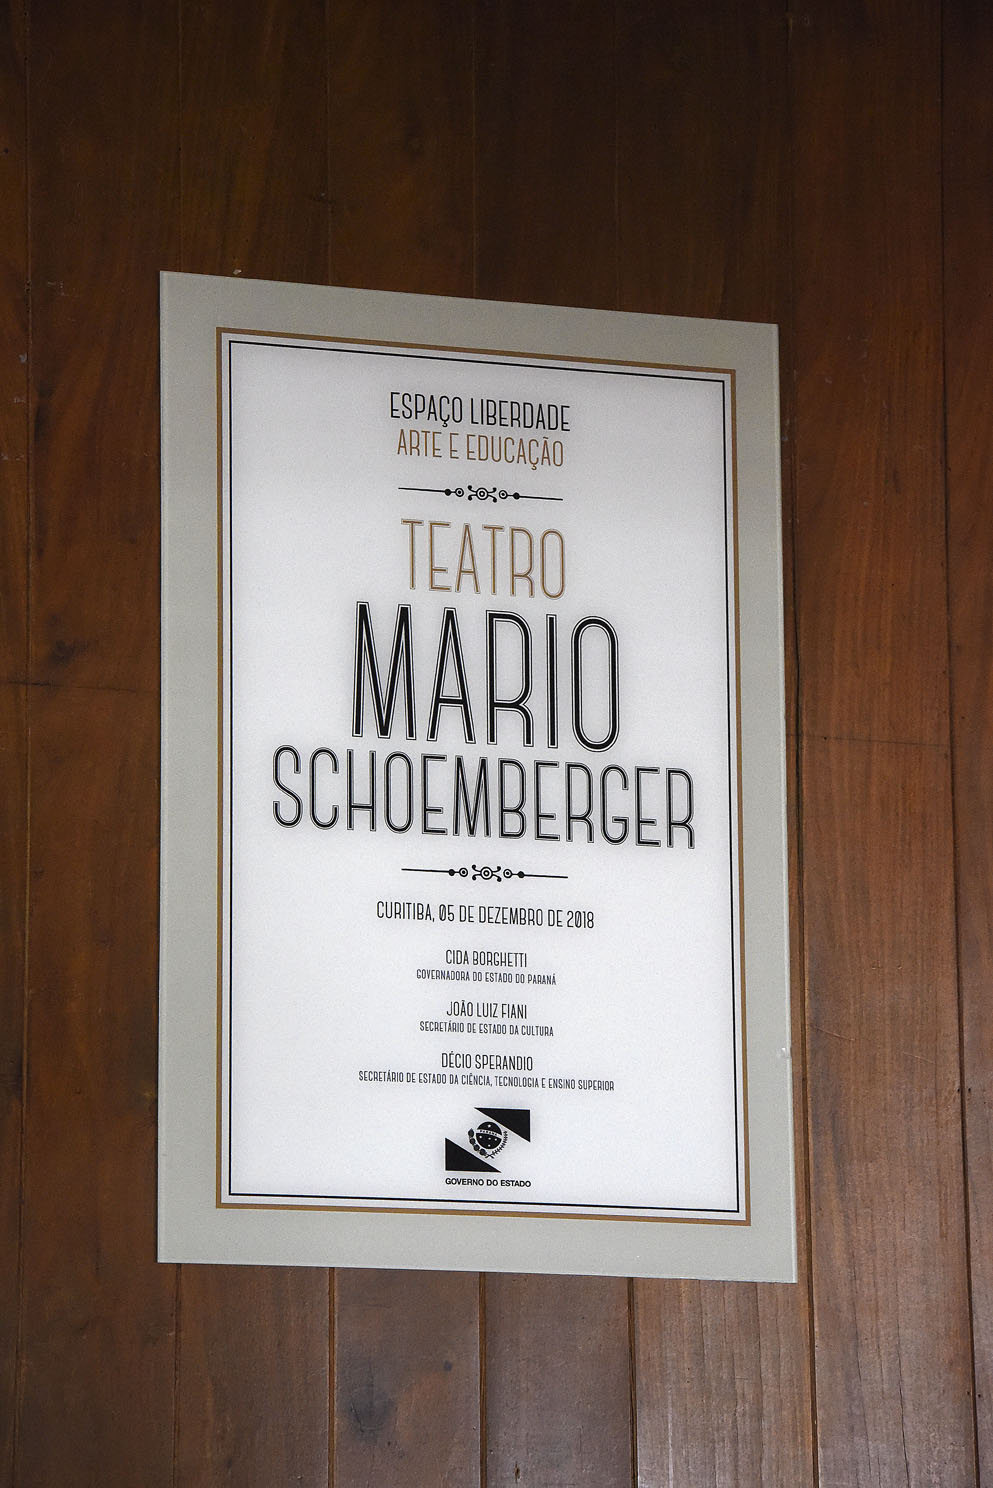 ESPAÇO LIBERDADE
ARTE E EDUCAÇÃO
TEATRO
MARIO
SCHOEMBERGER
CURITIBA, 05 DE DEZEMBRO DE 2018
CIDA BORGHETTI
GOVERNADORA DO ESTADO DO PARANÁ
JOÃO LUIZ FIANI
SECRETÁRIO DE ESTADO DA CULTURA
DÉCIO SPERANDIO
SECRETÁRIO DE ESTADO DA CIÊNCIA, TECNOLOGIA E ENSINO SUPERIOR
PARANÁ
GOVERNO DO ESTADO